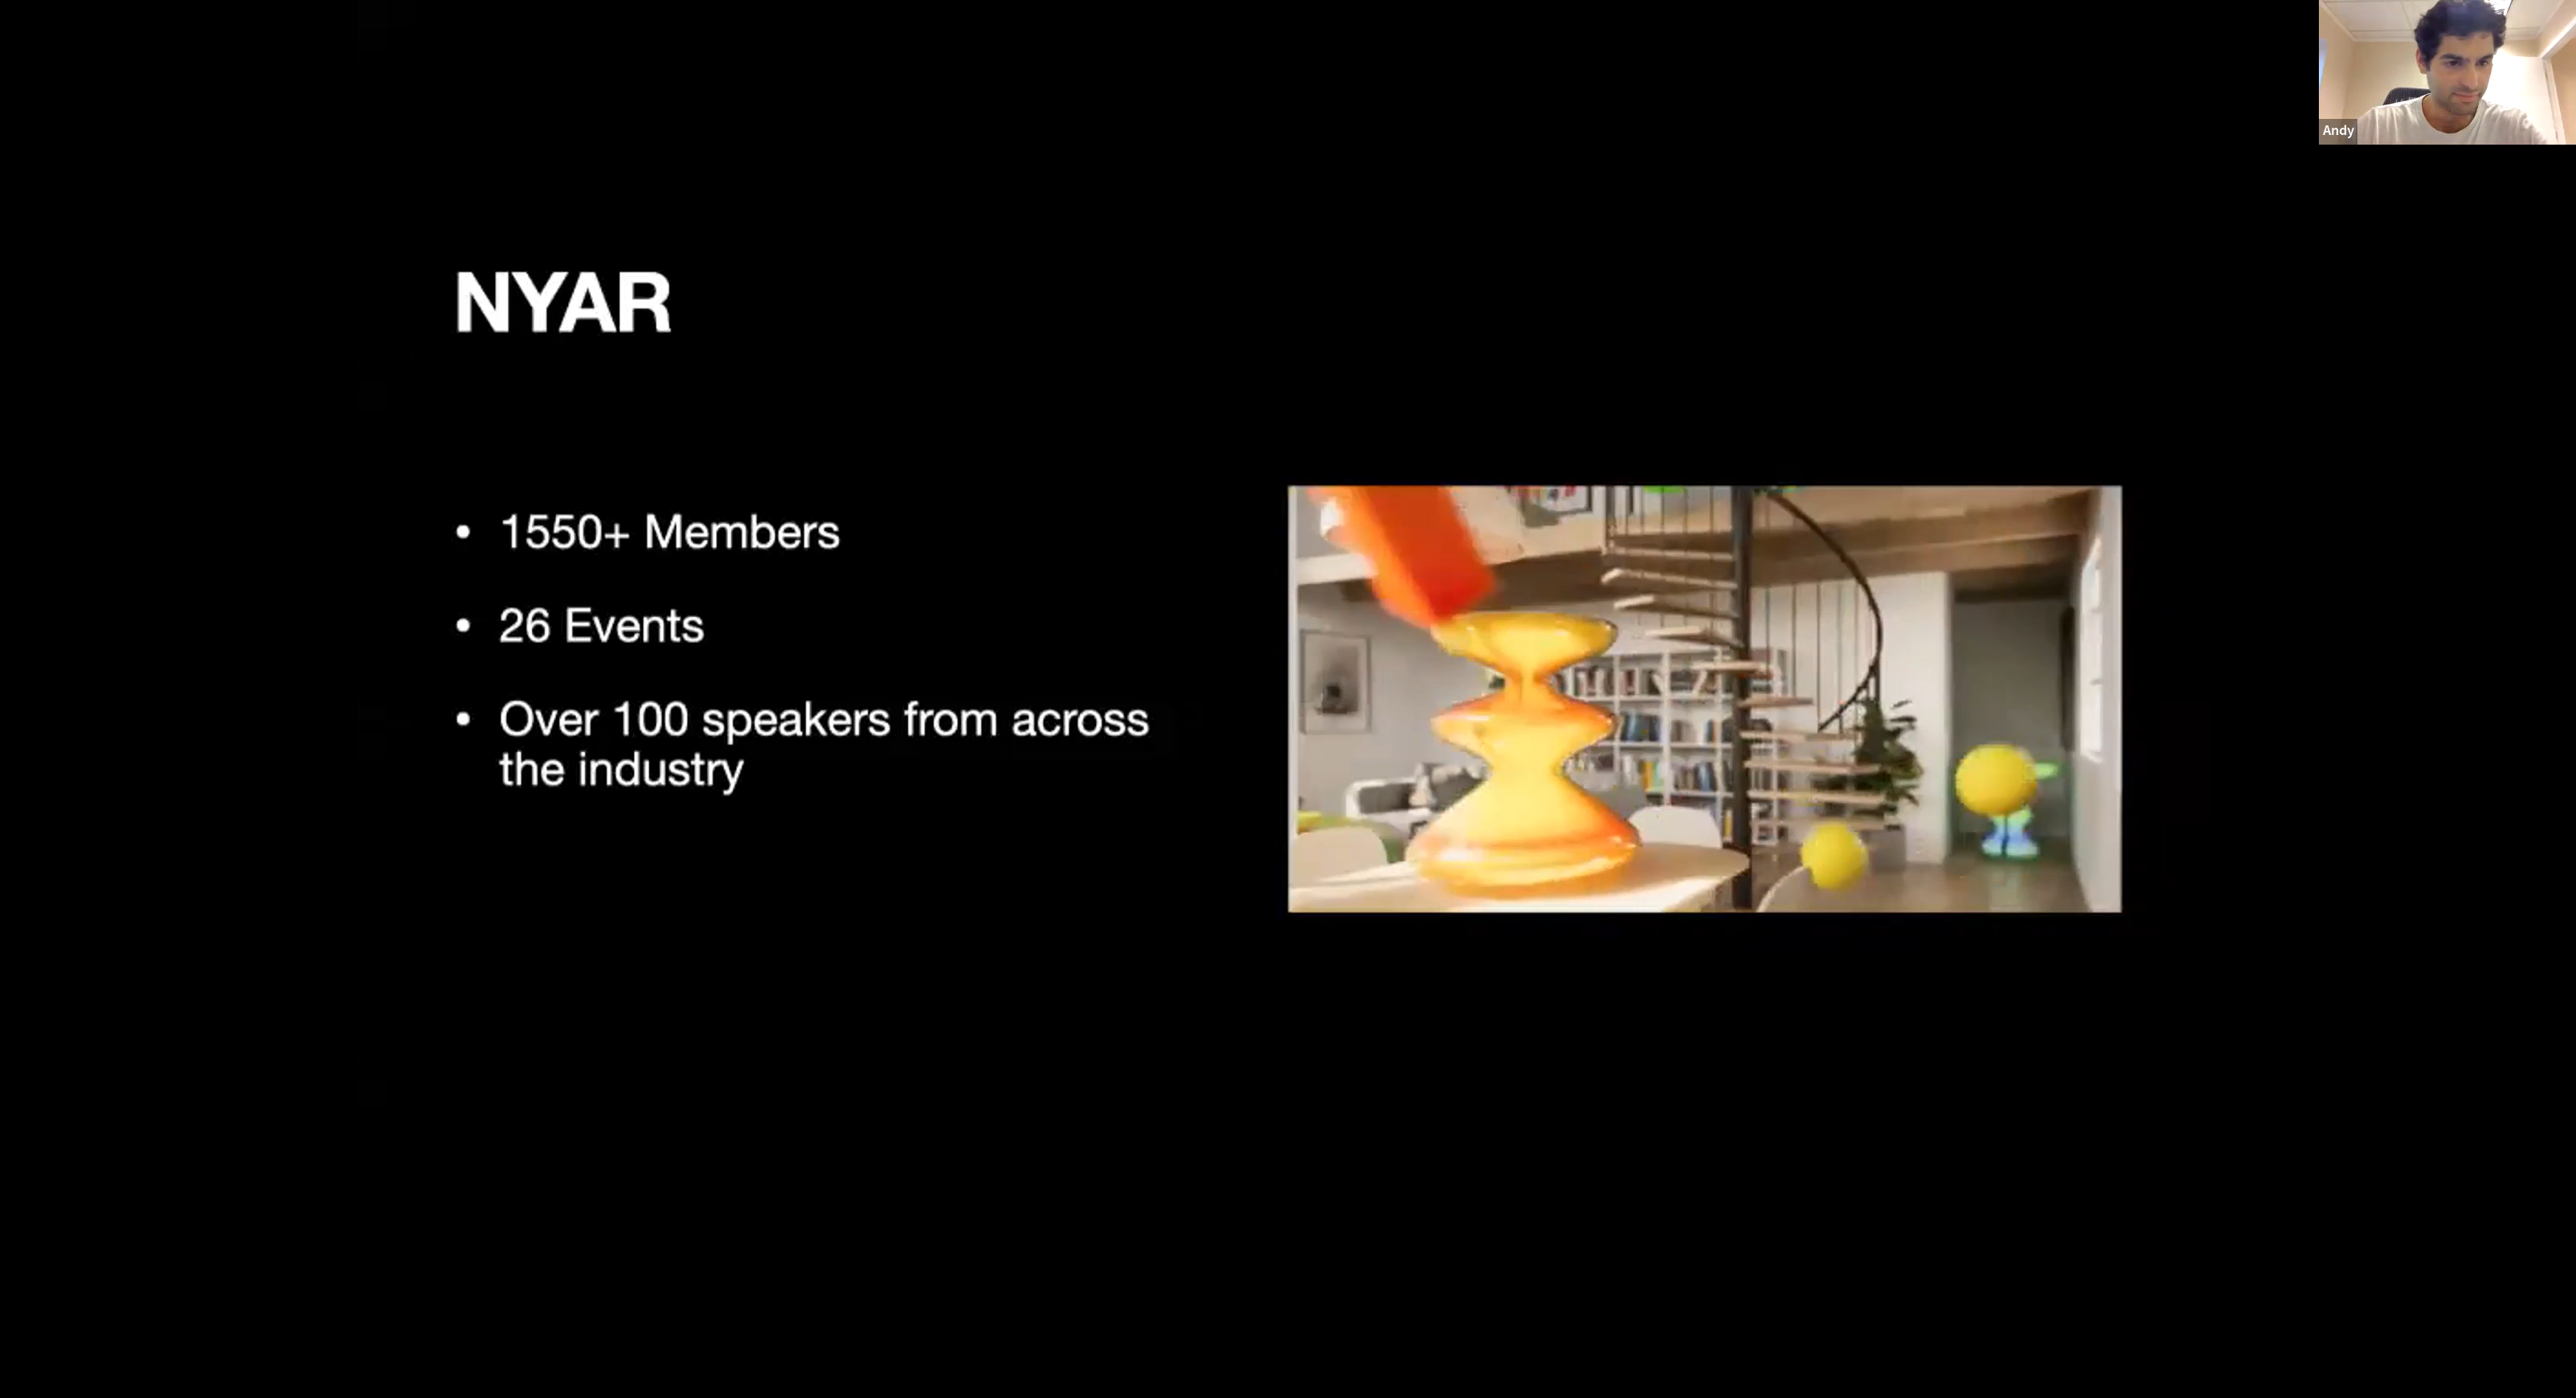 NYAR
• 1550+ Members
• 26 Events
• Over 100 speakers from across
the industry
Andy